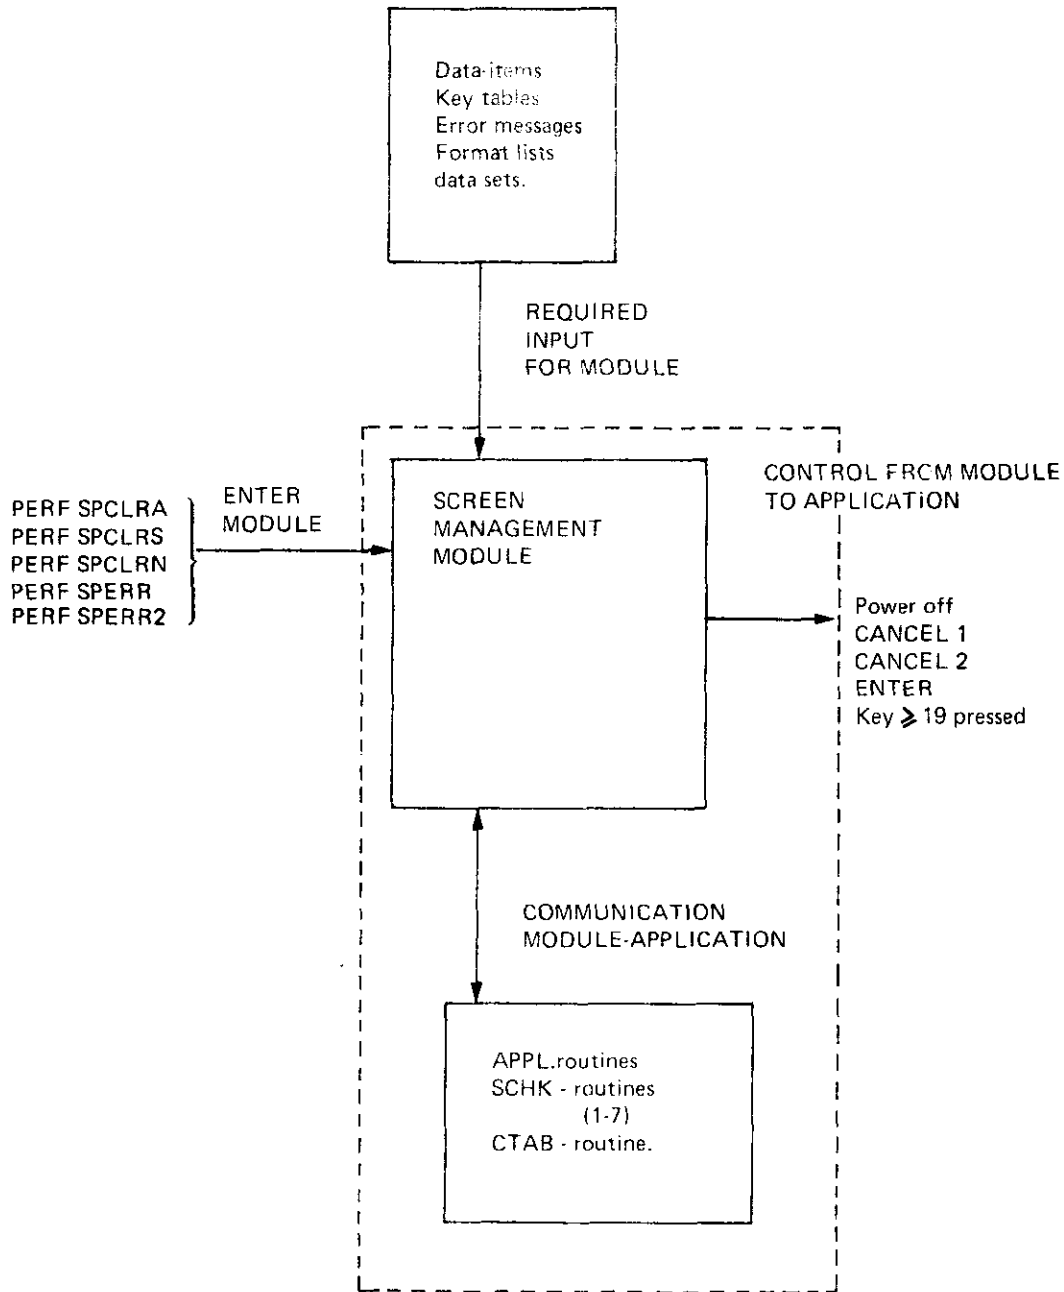 Data-items
Key tables
Error messages
Format lists
data sets.
REQUIRED
INPUT
FOR MODULE
CONTROL FROM MODULE
TO APPLICATION
ENTER
MODULE
PERF SPCLRA
PERF SPCLRS
PERF SPCLRN
PERF SPERR
PERF SPERR2
SCREEN
MANAGEMENT
MODULE
Power off
CANCEL 1
CANCEL 2
ENTER
Key ⩾ 19 pressed
COMMUNICATION
MODULE-APPLICATION
APPL.routines
SCHK - routines
(1-7)
CTAB - routine.